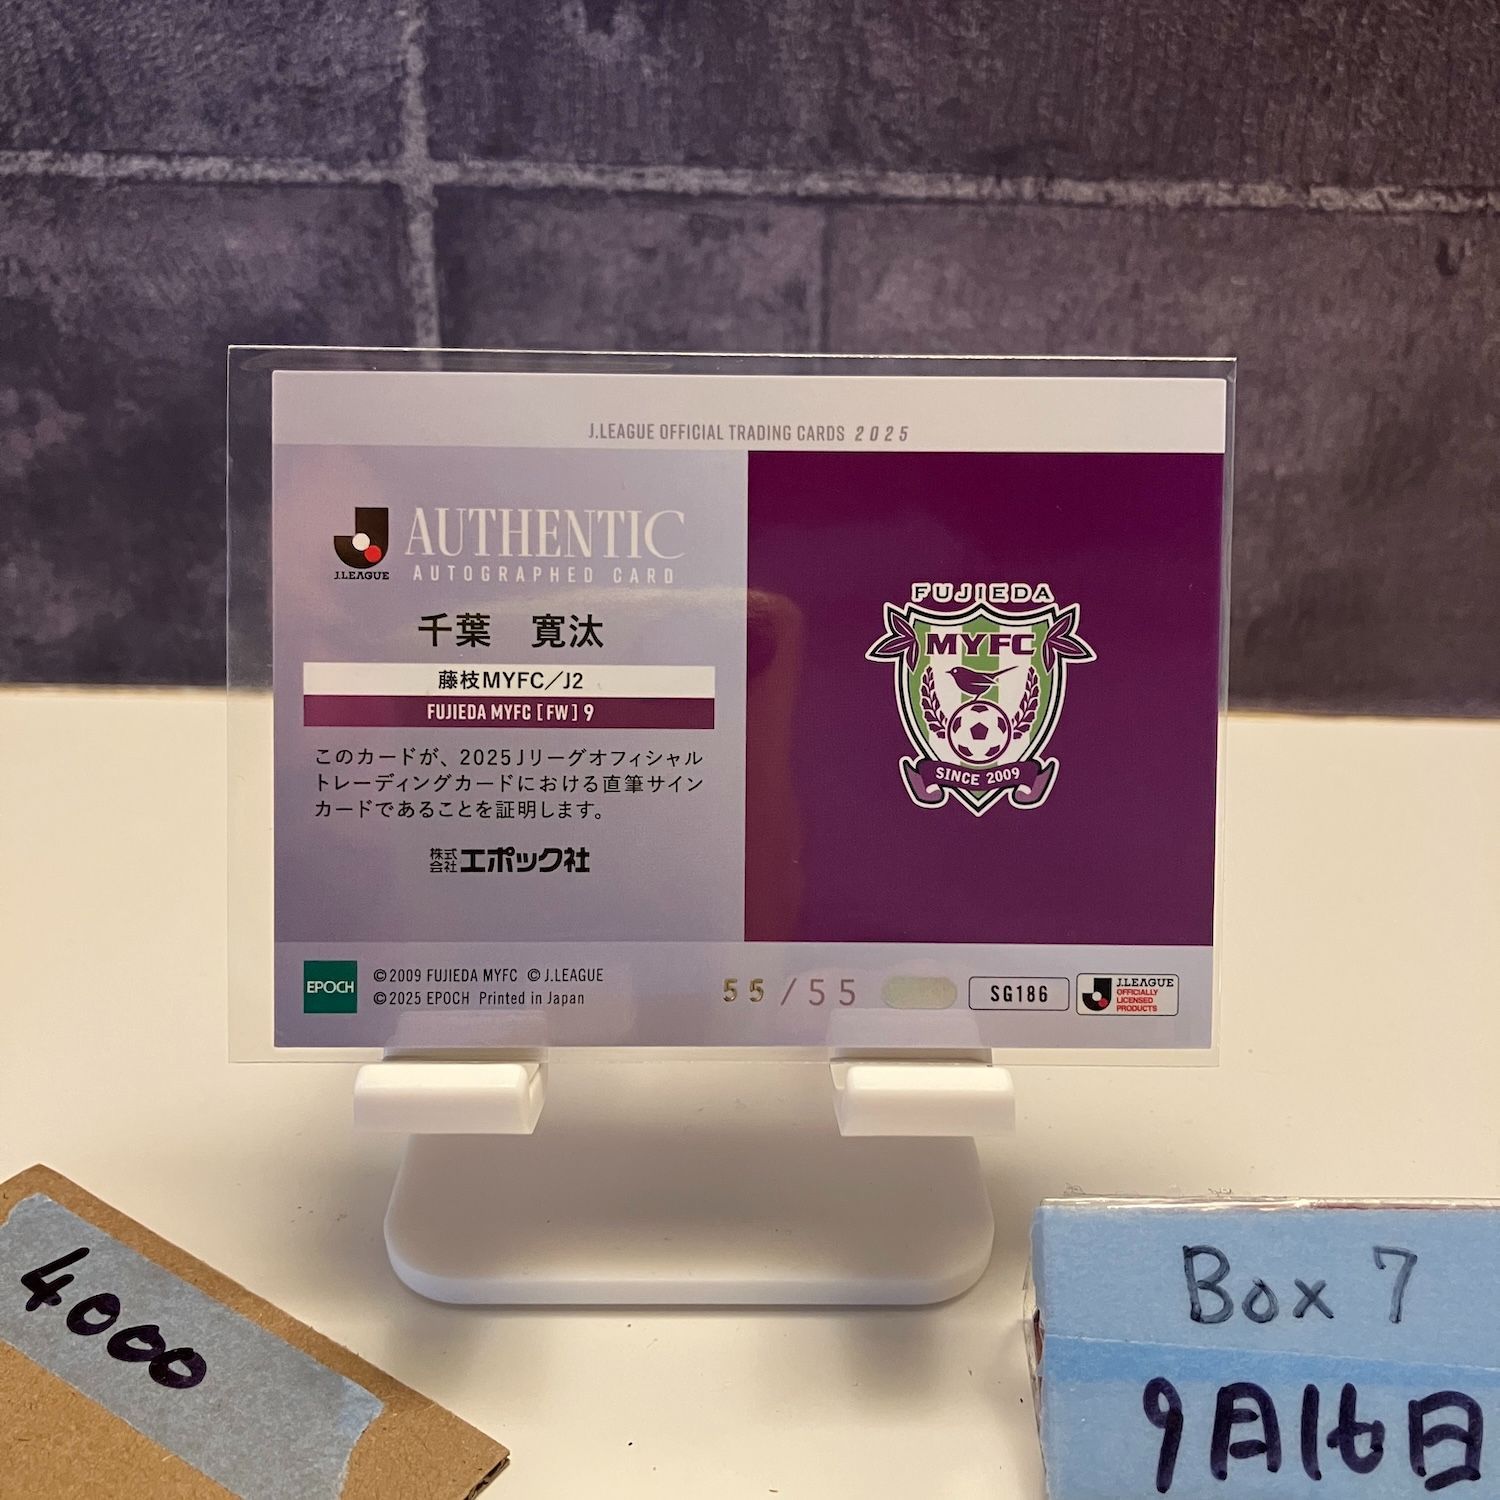 J.LEAGUE OFFICIAL TRADING CARDS 2025
J.LEAGUE
AUTHENTIC
AUTOGRAPHED CARD
千葉 寛汰
藤枝MYFC/J2
FUJIEDA MYFC [FW] 9
このカードが、2025Jリーグオフィシャル
トレーディングカードにおける直筆サイン
カードであることを証明します。
株式会社エポック社
FUJIEDA
MYFC
SINCE 2009
EPOCH
©2009 FUJIEDA MYFC ©J.LEAGUE
©2025 EPOCH Printed in Japan
55/55
SG186
J.LEAGUE
OFFICIALLY
LICENSED
PRODUCTS
4000
Box 7
9月16日